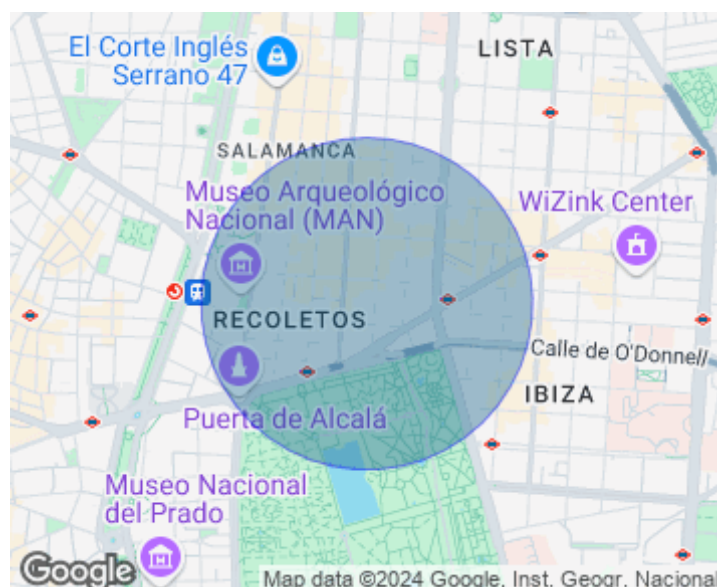 El Corte Inglés
Serrano 47
LISTA
SALAMANCA
Museo Arqueológico
Nacional (MAN)
WiZink Center
RECOLETOS
Calle de O'Donnell
IBIZA
Puerta de Alcalá
Museo Nacional
del Prado
Google
Map data ©2024 Google, Inst. Geogr. Nacional